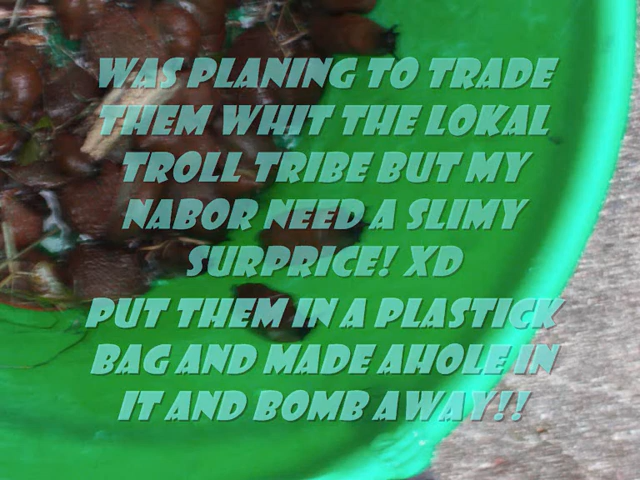 WAS PLANING TO TRADE
THEM WHIT THE LOKAL
TROLL TRIBE BUT MY
NABOR NEED A SLIMY
SURPRICE! XD
PUT THEM IN A PLASTICK
BAG AND MADE AHOLE IN
IT AND BOMB AWAY!!